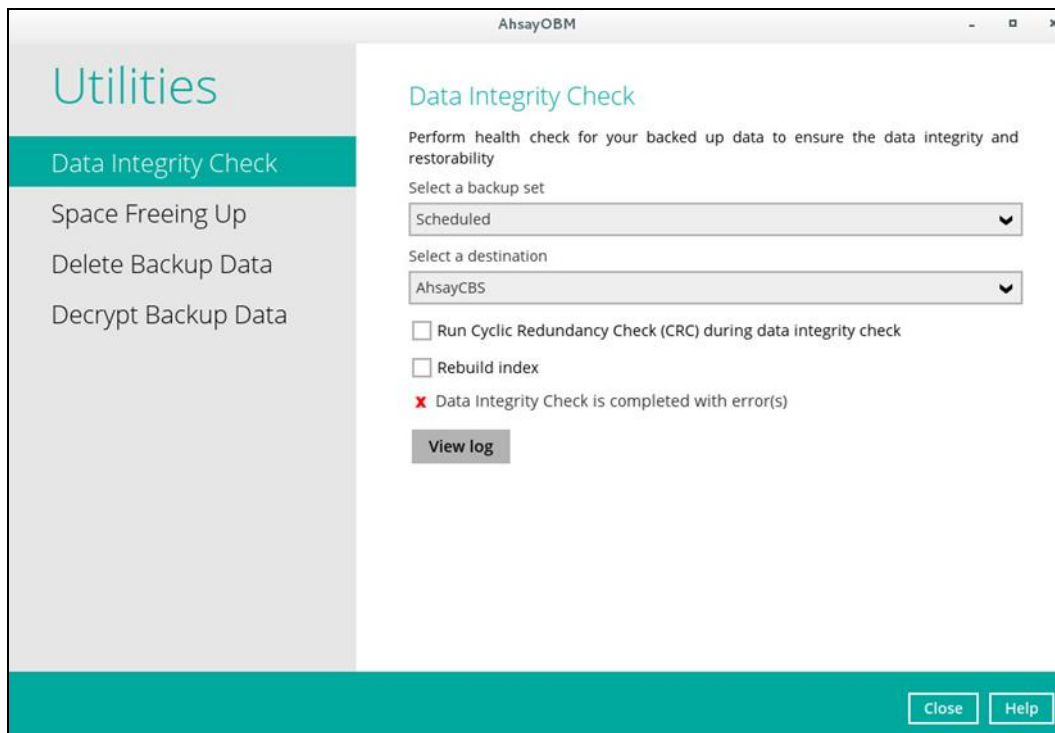 AhsayOBM
Utilities
Data Integrity Check
Space Freeing Up
Delete Backup Data
Decrypt Backup Data
Data Integrity Check
Perform health check for your backed up data to ensure the data integrity and
restorability
Select a backup set
Scheduled
Select a destination
AhsayCBS
Run Cyclic Redundancy Check (CRC) during data integrity check
Rebuild index
x Data Integrity Check is completed with error(s)
View log
Close
Help